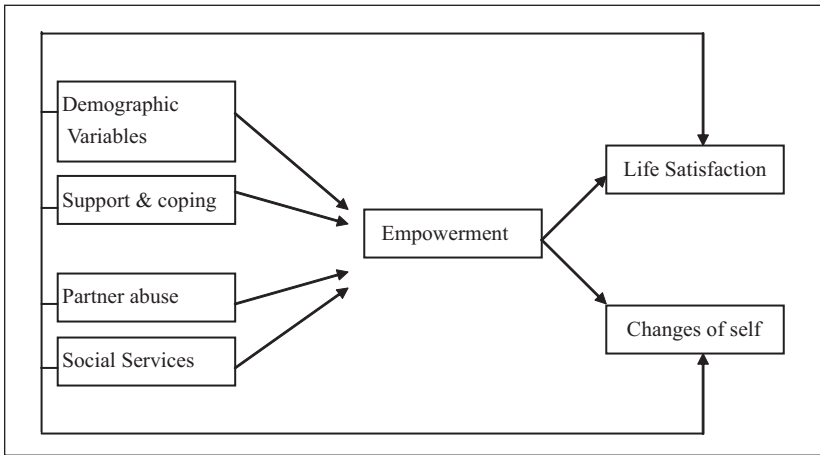 Demographic
Variables
Support & coping
Partner abuse
Social Services
Empowerment
Life Satisfaction
Changes of self